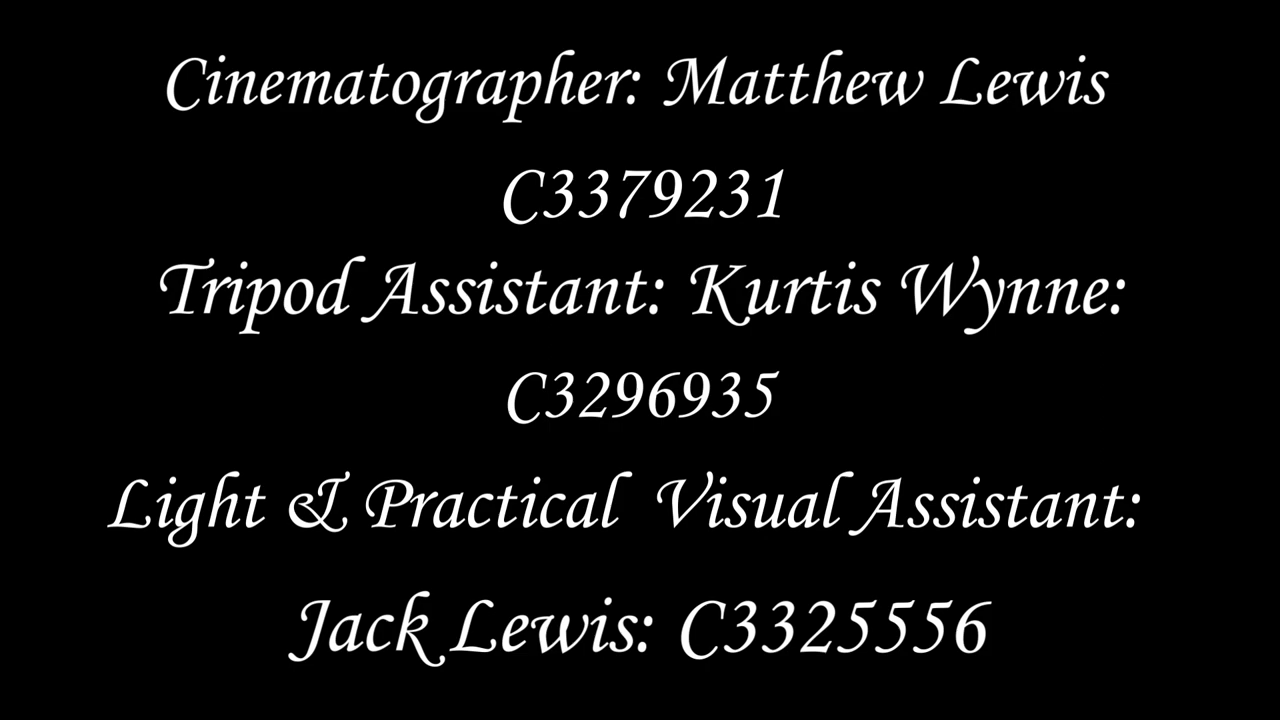 Cinematographer: Matthew Lewis
C3379231
Tripod Assistant: Kurtis Wynne:
C3296935
Light & Practical Visual Assistant:
Jack Lewis: C3325556